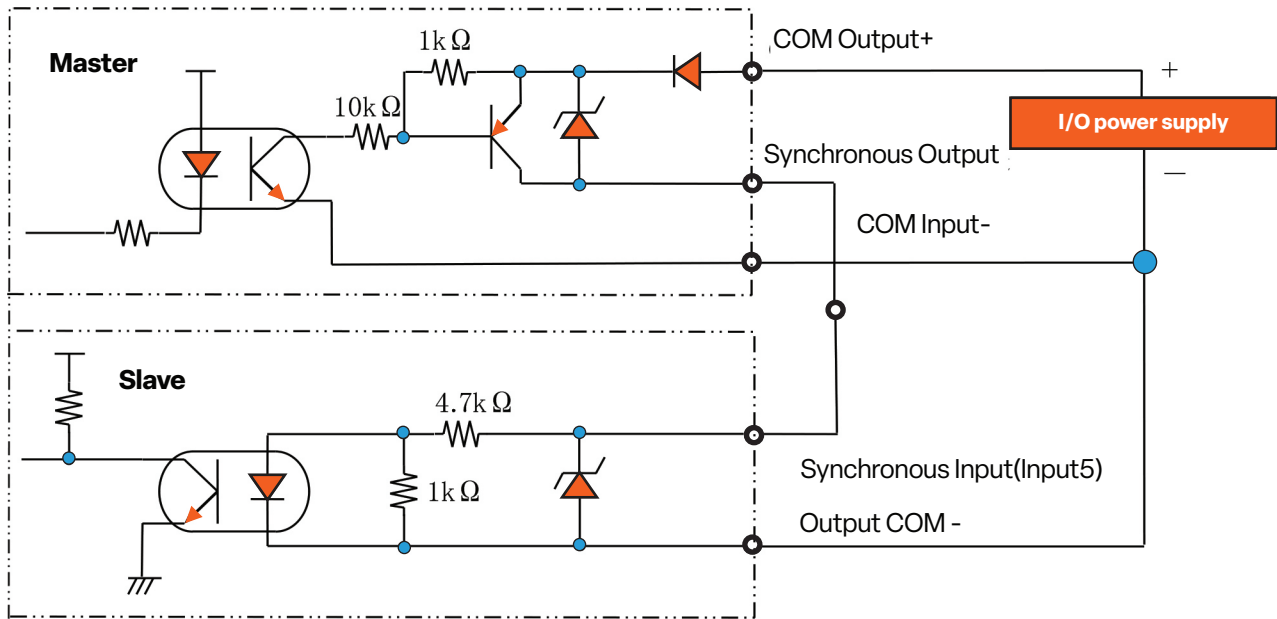 COM Output+
1kΩ
Master
+
10kΩ
I/O power supply
Synchronous Output
—
COM Input-
Slave
4.7kΩ
Synchronous Input(Input5)
1kΩ
Output COM -